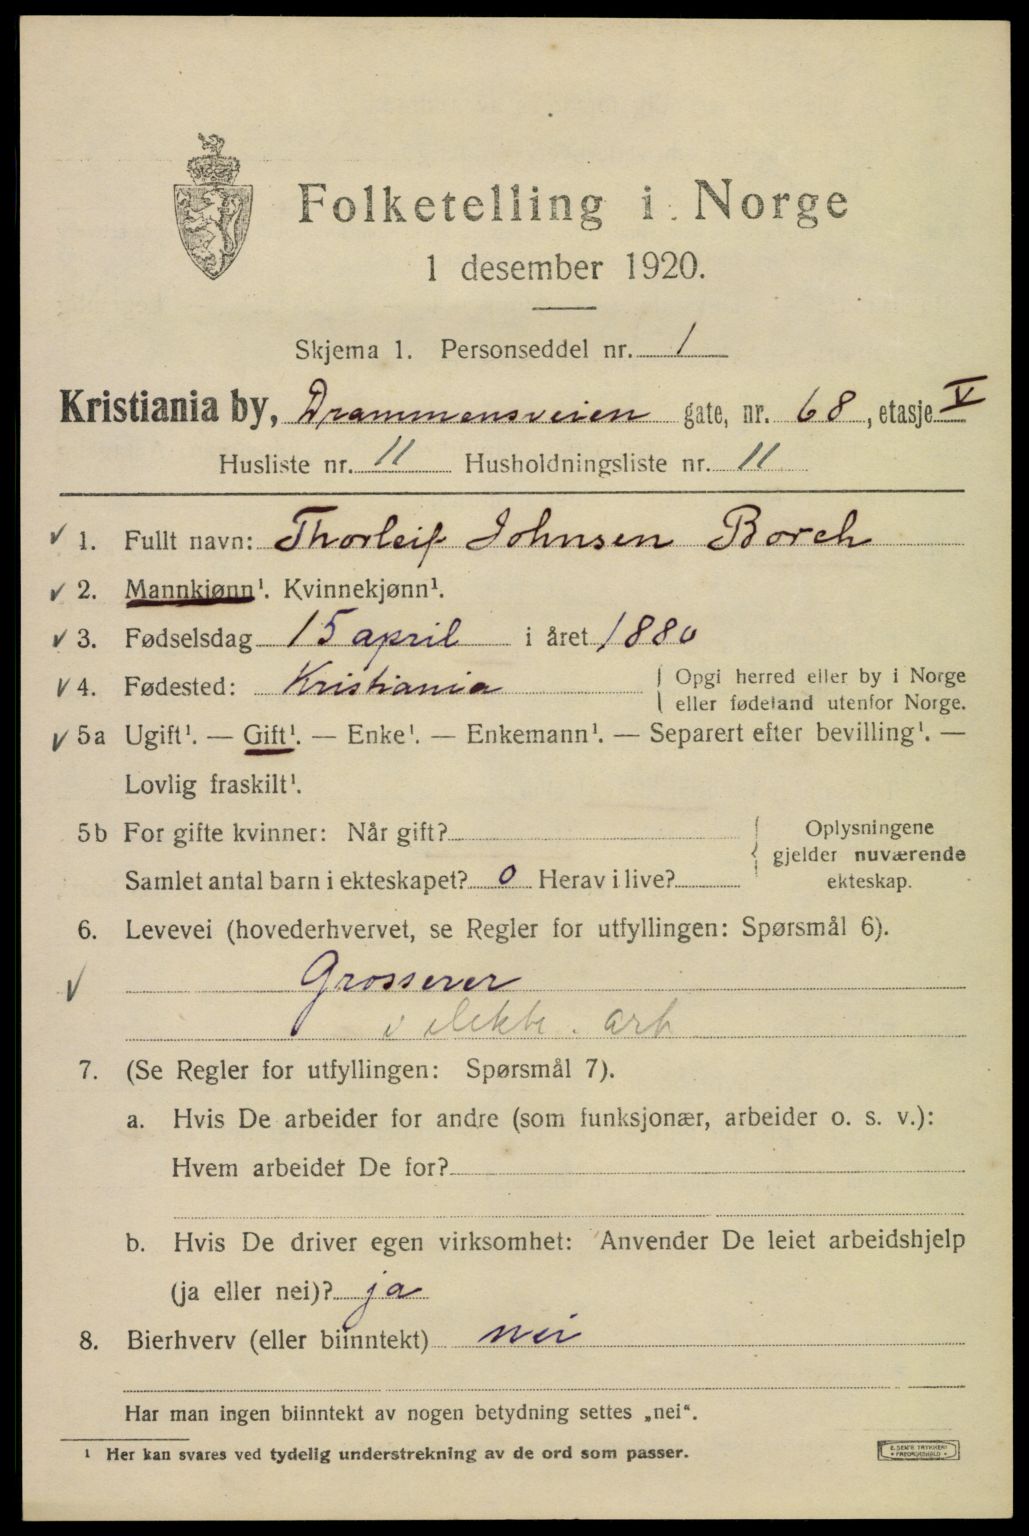 Folketelling i Norge
1 desember 1920.
Skjema 1. Personseddel nr. 1
Kristiania by, Drammensveien gate, nr. 68, etasje V
Husliste nr. 11 Husholdningsliste nr. 11
✓ 1. Fullt navn: Thorleif Johnsen Borch
✓ 2. Mannkjønn¹. Kvinnekjønn¹.
✓ 3. Fødselsdag 15 april i året 1880
✓ 4. Fødested: Kristiania { Opgi herred eller by i Norge
eller fødeland utenfor Norge.
✓ 5a Ugift¹. — Gift¹. — Enke¹. — Enkemann¹. — Separert efter bevilling¹. —
Lovlig fraskilt¹.
5b For gifte kvinner: Når gift? { Oplysningene
gjelder nuværende
Samlet antal barn i ekteskapet? 0 Herav i live? ekteskap.
6. Levevei (hovederhvervet, se Regler for utfyllingen: Spørsmål 6).
✓ Grosserer
i elektr. art
7. (Se Regler for utfyllingen: Spørsmål 7).
a. Hvis De arbeider for andre (som funksjonær, arbeider o. s. v.):
Hvem arbeidet De for?
b. Hvis De driver egen virksomhet: Anvender De leiet arbeidshjelp
(ja eller nei)? ja
8. Bierhverv (eller biinntekt) nei
Har man ingen biinntekt av nogen betydning settes „nei“.
¹ Her kan svares ved tydelig understrekning av de ord som passer.